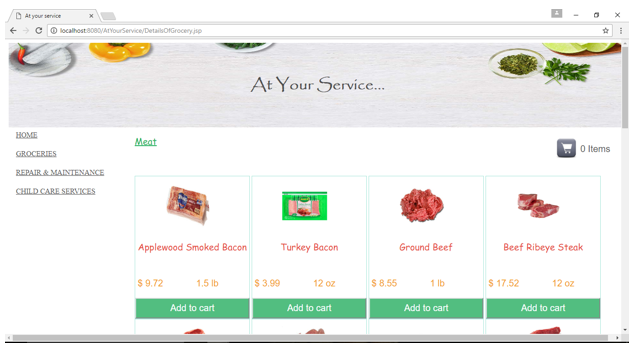 At your service
localhost:8080/AtYourService/DetailsOfGrocery.jsp
At Your Service...
HOME
GROCERIES
REPAIR & MAINTENANCE
CHILD CARE SERVICES
Meat
0 Items
Applewood Smoked Bacon
Turkey Bacon
Ground Beef
Beef Ribeye Steak
$ 9.72 1.5 lb
$ 3.99 12 oz
$ 8.55 1 lb
$ 17.52 12 oz
Add to cart
Add to cart
Add to cart
Add to cart